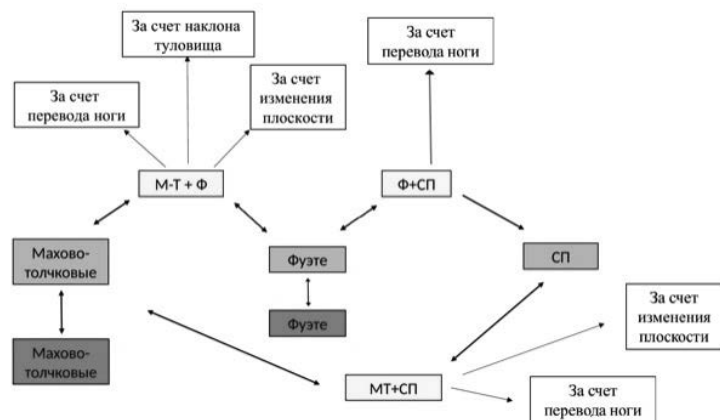 За счет наклона
туловища
За счет
перевода ноги
За счет
перевода ноги
За счет
изменения
плоскости
М-Т + Ф
Ф+СП
Махово-
толчковые
Фуэте
СП
Фуэте
Махово-
толчковые
За счет
изменения
плоскости
МТ+СП
За счет
перевода ноги